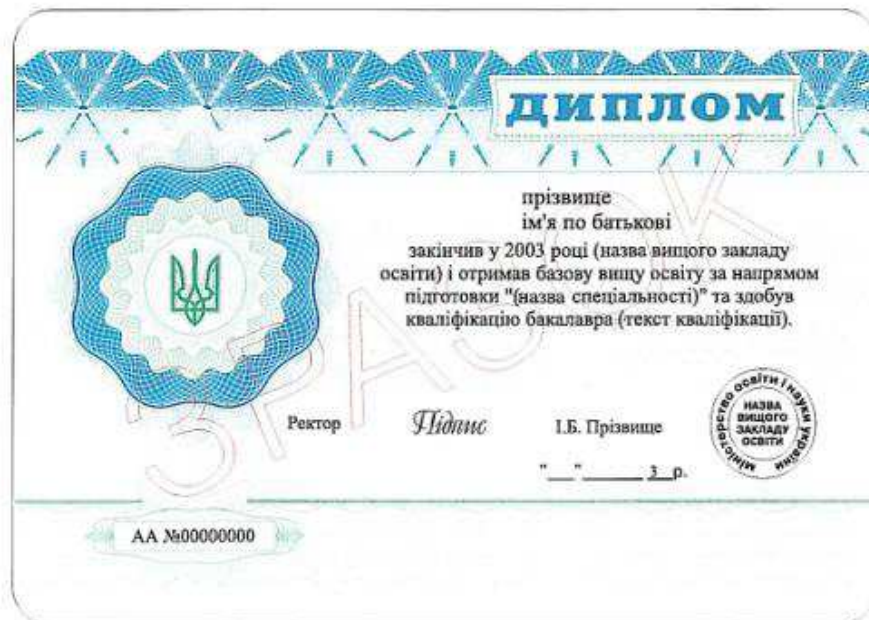 ДИПЛОМ
прізвище
ім'я по батькові
закінчив у 2003 році (назва вищого закладу
освіти) і отримав базову вищу освіту за напрямом
підготовки "(назва спеціальності)" та здобув
кваліфікацію бакалавра (текст кваліфікації).
ЗРАЗОК
Ректор Підпис І.Б. Прізвище
"__"______ 3 р.
міністерство освіти і науки україни
НАЗВА
ВИЩОГО
ЗАКЛАДУ
ОСВІТИ
АА №00000000